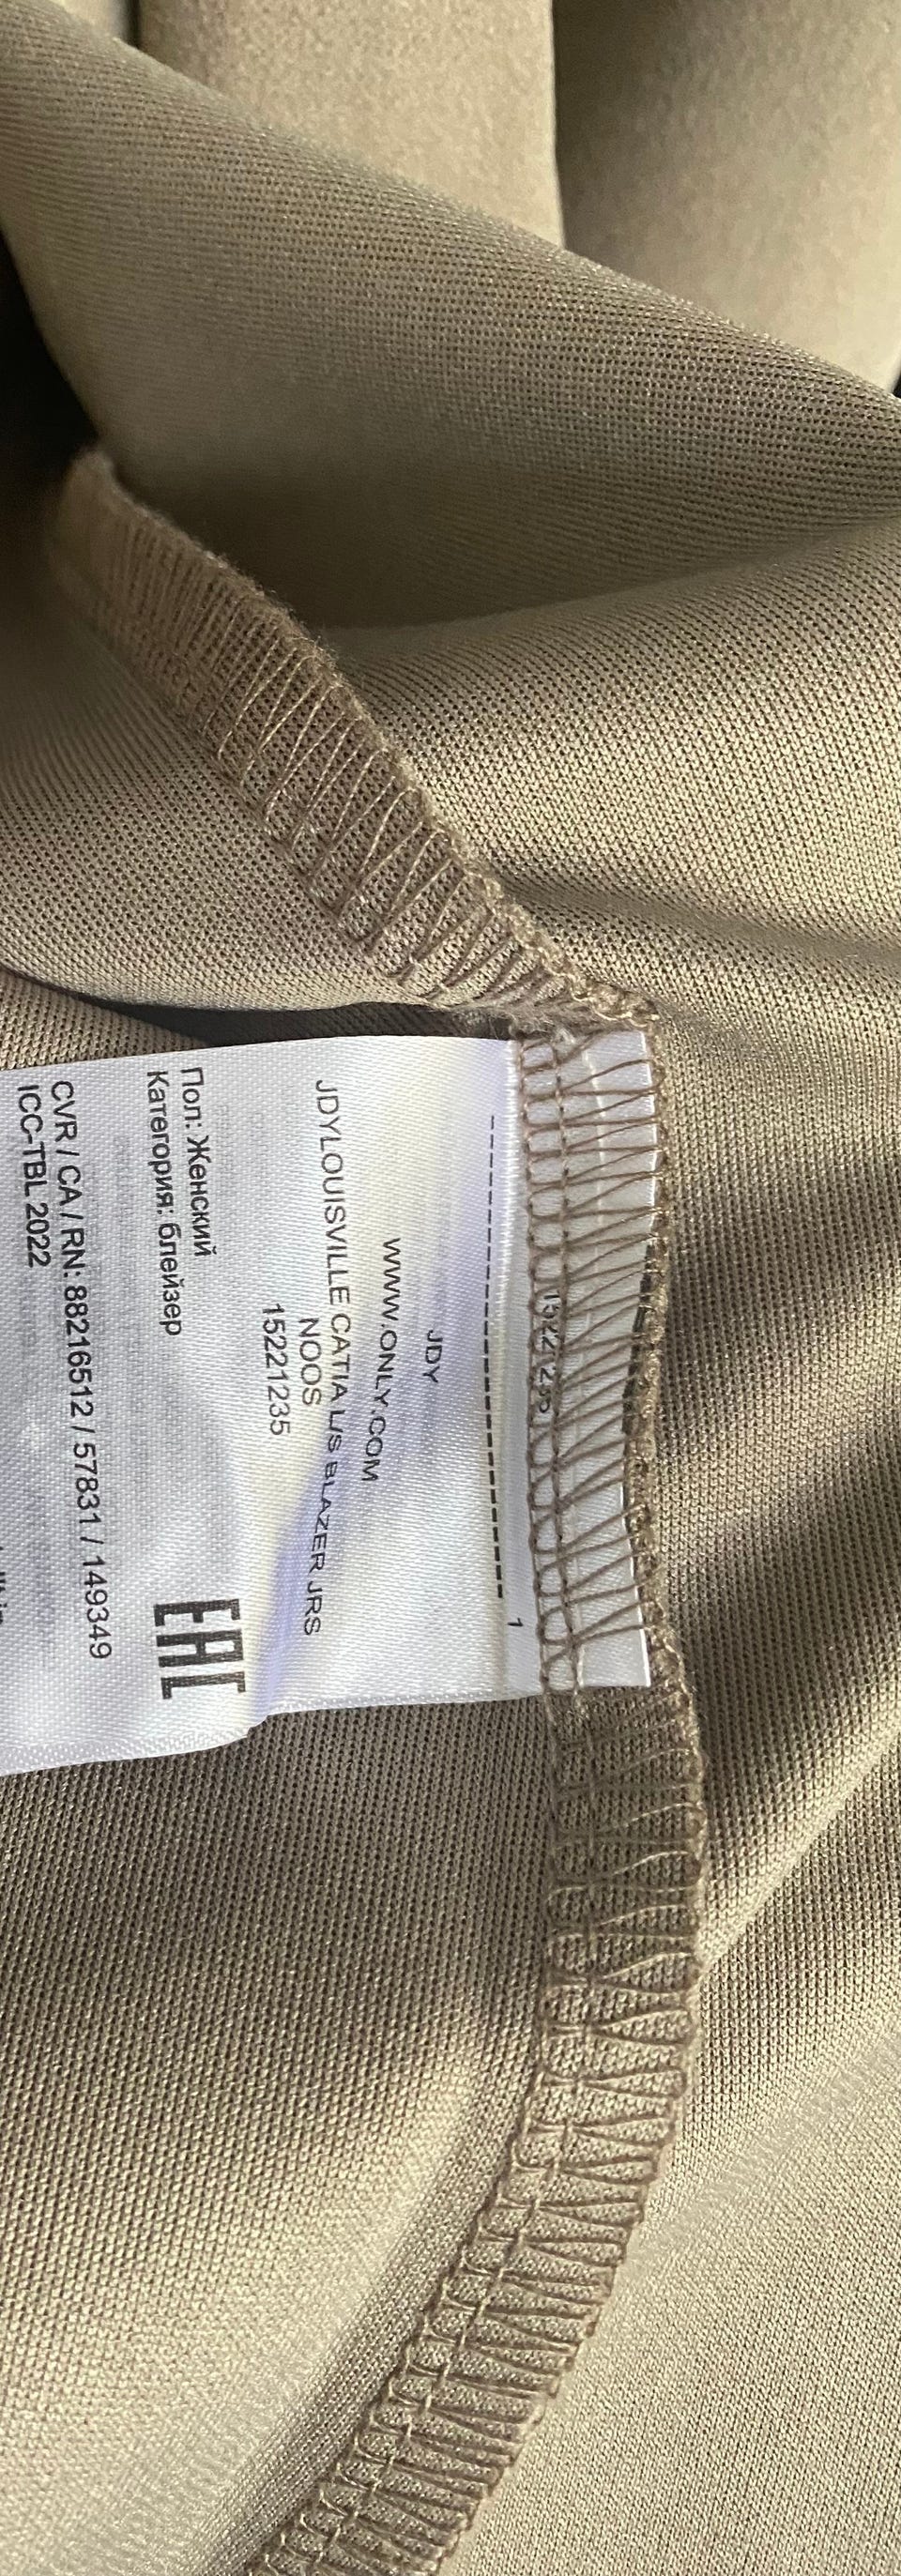 1
JDY
WWW.ONLY.COM
JDYLOUISVILLE CATIA L/S BLAZER JRS
NOOS
15221235
Пол: Женский
Категория: блейзер
EAC
CVR / CA / RN: 88216512 / 57831 / 149349
ICC-TBL 2022